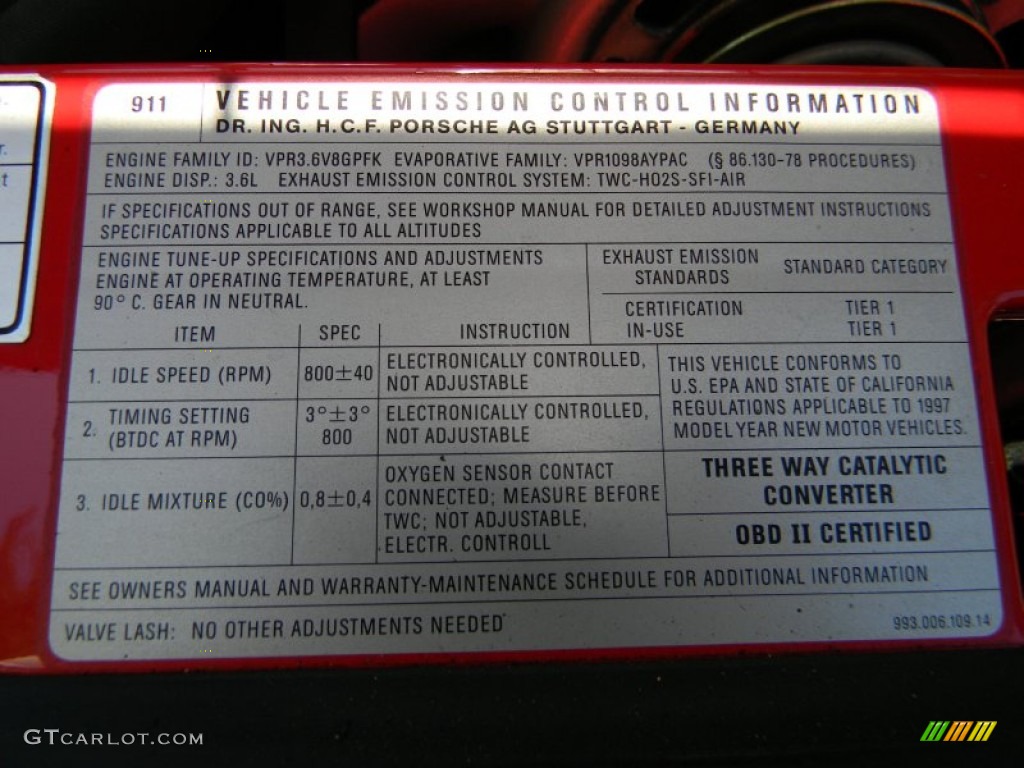 911
VEHICLE EMISSION CONTROL INFORMATION
DR. ING. H.C.F. PORSCHE AG STUTTGART - GERMANY
ENGINE FAMILY ID: VPR3.6V8GPFK EVAPORATIVE FAMILY: VPR1098AYPAC (§ 86.130-78 PROCEDURES)
ENGINE DISP.: 3.6L EXHAUST EMISSION CONTROL SYSTEM: TWC-HO2S-SFI-AIR
IF SPECIFICATIONS OUT OF RANGE, SEE WORKSHOP MANUAL FOR DETAILED ADJUSTMENT INSTRUCTIONS
SPECIFICATIONS APPLICABLE TO ALL ALTITUDES
ENGINE TUNE-UP SPECIFICATIONS AND ADJUSTMENTS
ENGINE AT OPERATING TEMPERATURE, AT LEAST
90° C. GEAR IN NEUTRAL.
EXHAUST EMISSION STANDARD CATEGORY
STANDARDS
CERTIFICATION TIER 1
IN-USE TIER 1
ITEM SPEC INSTRUCTION
1. IDLE SPEED (RPM) 800±40 ELECTRONICALLY CONTROLLED,
NOT ADJUSTABLE
2. TIMING SETTING 3°±3° ELECTRONICALLY CONTROLLED,
(BTDC AT RPM) 800 NOT ADJUSTABLE
3. IDLE MIXTURE (CO%) 0,8±0,4 OXYGEN SENSOR CONTACT
CONNECTED; MEASURE BEFORE
TWC; NOT ADJUSTABLE,
ELECTR. CONTROLL
THIS VEHICLE CONFORMS TO
U.S. EPA AND STATE OF CALIFORNIA
REGULATIONS APPLICABLE TO 1997
MODEL YEAR NEW MOTOR VEHICLES.
THREE WAY CATALYTIC
CONVERTER
OBD II CERTIFIED
SEE OWNERS MANUAL AND WARRANTY-MAINTENANCE SCHEDULE FOR ADDITIONAL INFORMATION
VALVE LASH: NO OTHER ADJUSTMENTS NEEDED
993.006.109.14
GTCARLOT.COM